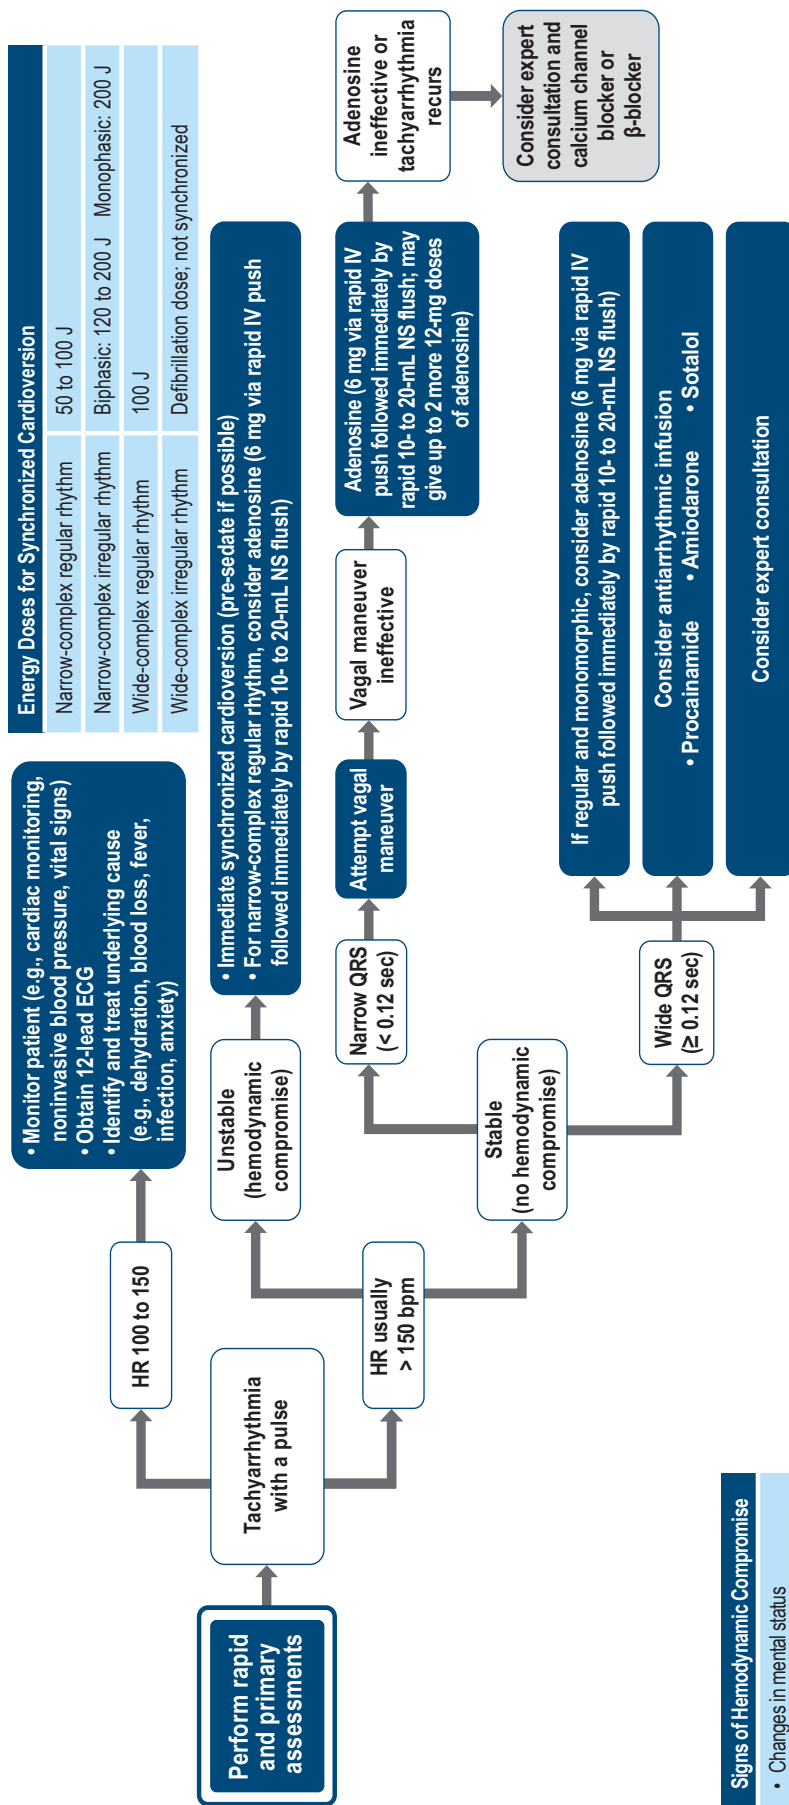 Perform rapid
and primary
assessments
Tachyarrhythmia
with a pulse
HR 100 to 150
• Monitor patient (e.g., cardiac monitoring,
noninvasive blood pressure, vital signs)
• Obtain 12-lead ECG
• Identify and treat underlying cause
(e.g., dehydration, blood loss, fever,
infection, anxiety)
HR usually
> 150 bpm
Unstable
(hemodynamic
compromise)
• Immediate synchronized cardioversion (pre-sedate if possible)
• For narrow-complex regular rhythm, consider adenosine (6 mg via rapid IV push
followed immediately by rapid 10- to 20-mL NS flush)
Stable
(no hemodynamic
compromise)
Narrow QRS
(< 0.12 sec)
Attempt vagal
maneuver
Vagal maneuver
ineffective
Adenosine (6 mg via rapid IV
push followed immediately by
rapid 10- to 20-mL NS flush; may
give up to 2 more 12-mg doses
of adenosine)
Adenosine
ineffective or
tachyarrhythmia
recurs
Consider expert
consultation and
calcium channel
blocker or
β-blocker
Wide QRS
(≥ 0.12 sec)
If regular and monomorphic, consider adenosine (6 mg via rapid IV
push followed immediately by rapid 10- to 20-mL NS flush)
Consider antiarrhythmic infusion
• Procainamide • Amiodarone • Sotalol
Consider expert consultation
Energy Doses for Synchronized Cardioversion
Narrow-complex regular rhythm 50 to 100 J
Narrow-complex irregular rhythm Biphasic: 120 to 200 J Monophasic: 200 J
Wide-complex regular rhythm 100 J
Wide-complex irregular rhythm Defibrillation dose; not synchronized
Signs of Hemodynamic Compromise
• Changes in mental status